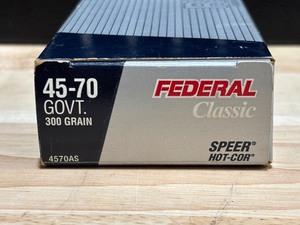 45-70
GOVT.
300 GRAIN
4570AS
FEDERAL
Classic
SPEER®
HOT-COR®